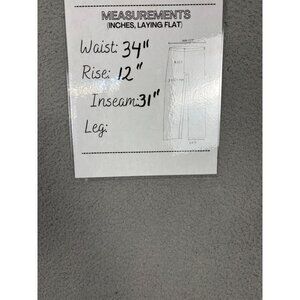 MEASUREMENTS
(INCHES, LAYING FLAT)
Waist: 34"
Rise: 12"
Inseam: 31"
Leg: